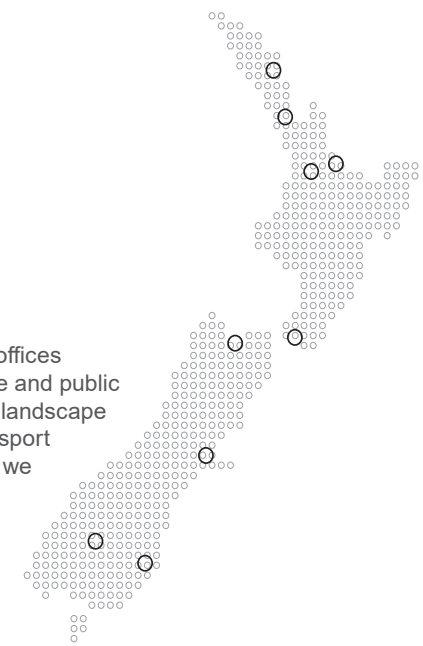 offices
e and public
landscape
sport
we